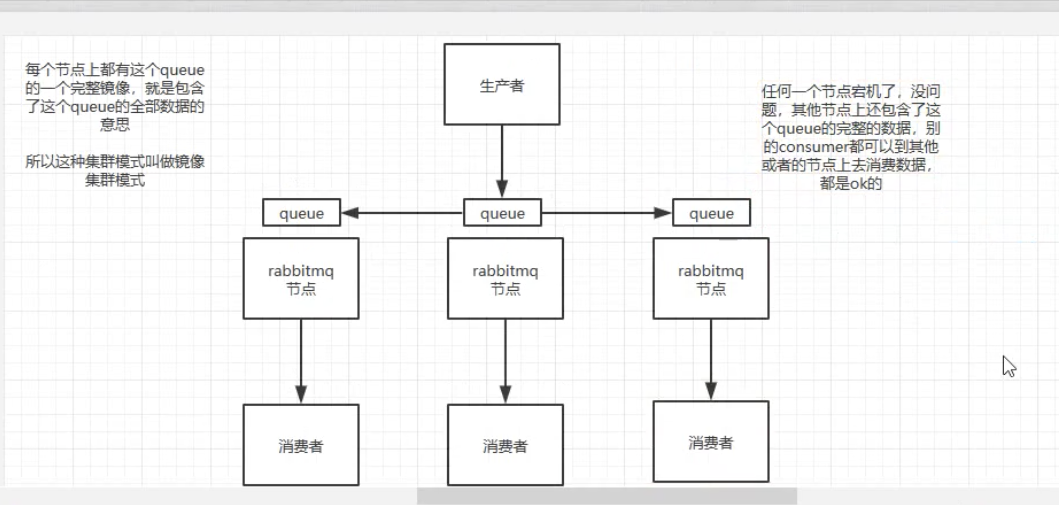 每个节点上都有这个queue
的一个完整镜像，就是包含
了这个queue的全部数据的
意思
所以这种集群模式叫做镜像
集群模式
生产者
任何一个节点宕机了，没问
题，其他节点上还包含了这
个queue的完整的数据，别
的consumer都可以到其他
或者的节点上去消费数据，
都是ok的
queue
queue
queue
rabbitmq
节点
rabbitmq
节点
rabbitmq
节点
消费者
消费者
消费者